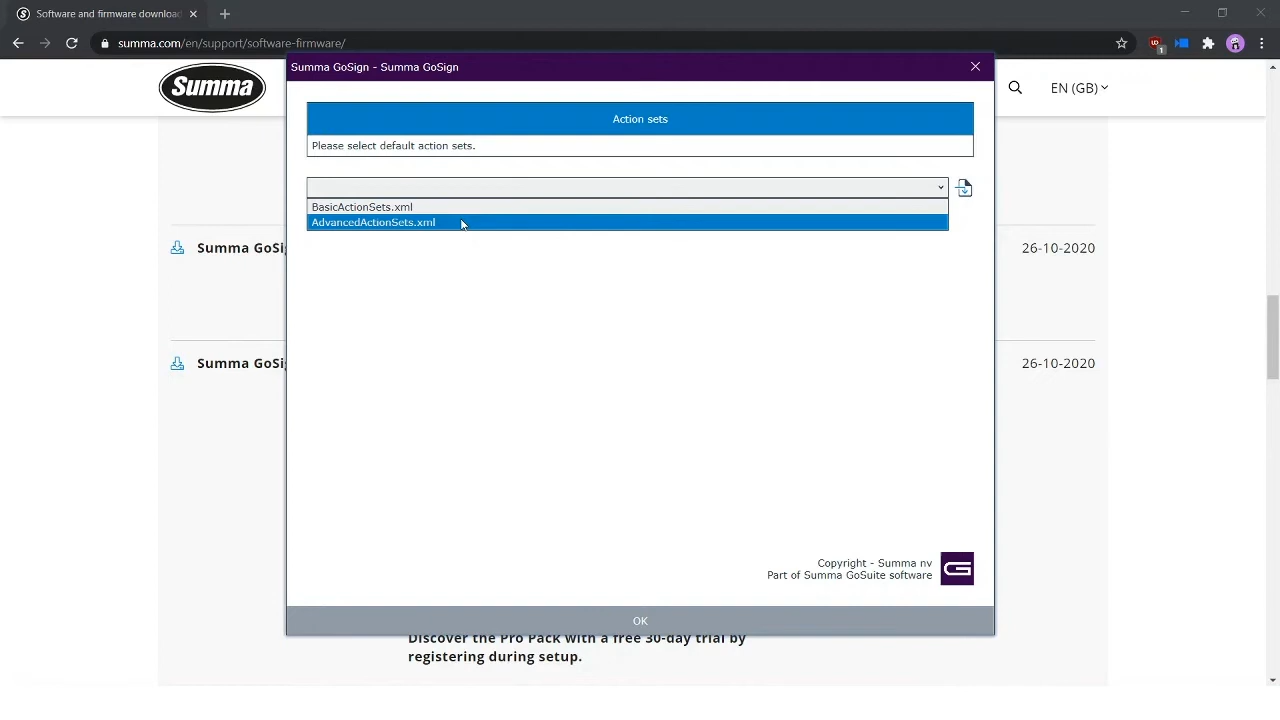 Software and firmware download
summa.com/en/support/software-firmware/
1
Summa
EN (GB)
Summa GoSign - Summa GoSign
Action sets
Please select default action sets.
BasicActionSets.xml
AdvancedActionSets.xml
Summa GoSi
26-10-2020
Summa GoSi
26-10-2020
Copyright - Summa nv
Part of Summa GoSuite software
G
OK
Discover the Pro Pack with a free 30-day trial by
registering during setup.